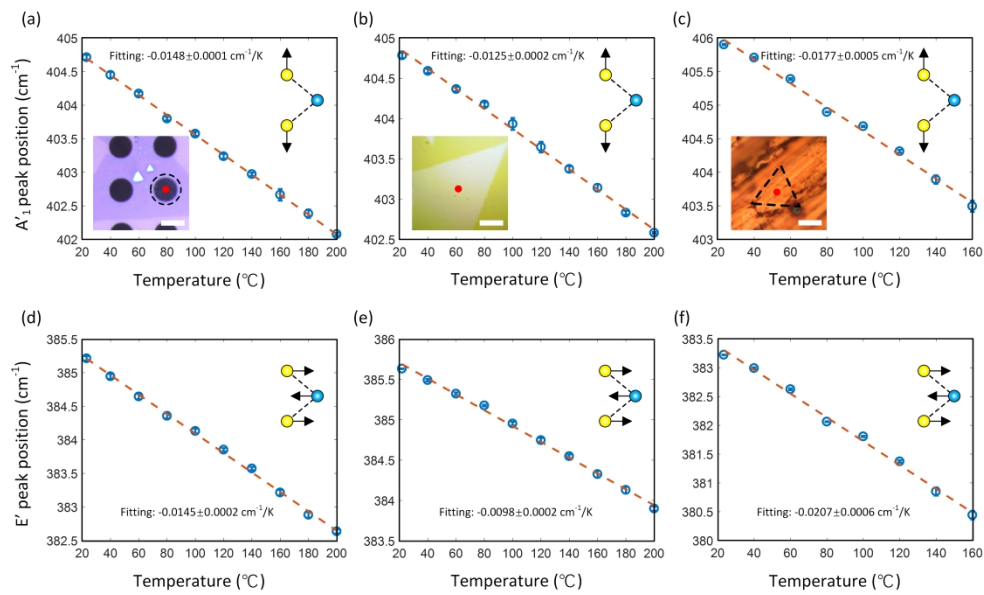 (a)
(b)
(c)
Fitting: -0.0148±0.0001 cm⁻¹/K
Fitting: -0.0125±0.0002 cm⁻¹/K
Fitting: -0.0177±0.0005 cm⁻¹/K
A'₁ peak position (cm⁻¹)
405
404.5
404
403.5
403
402.5
402
20 40 60 80 100 120 140 160 180 200
Temperature (℃)
405
404.5
404
403.5
403
402.5
20 40 60 80 100 120 140 160 180 200
Temperature (℃)
406
405.5
405
404.5
404
403.5
403
20 40 60 80 100 120 140 160
Temperature (℃)
(d)
(e)
(f)
E' peak position (cm⁻¹)
385.5
385
384.5
384
383.5
383
382.5
Fitting: -0.0145±0.0002 cm⁻¹/K
20 40 60 80 100 120 140 160 180 200
Temperature (℃)
386
385.5
385
384.5
384
383.5
Fitting: -0.0098±0.0002 cm⁻¹/K
20 40 60 80 100 120 140 160 180 200
Temperature (℃)
383.5
383
382.5
382
381.5
381
380.5
380
Fitting: -0.0207±0.0006 cm⁻¹/K
20 40 60 80 100 120 140 160
Temperature (℃)